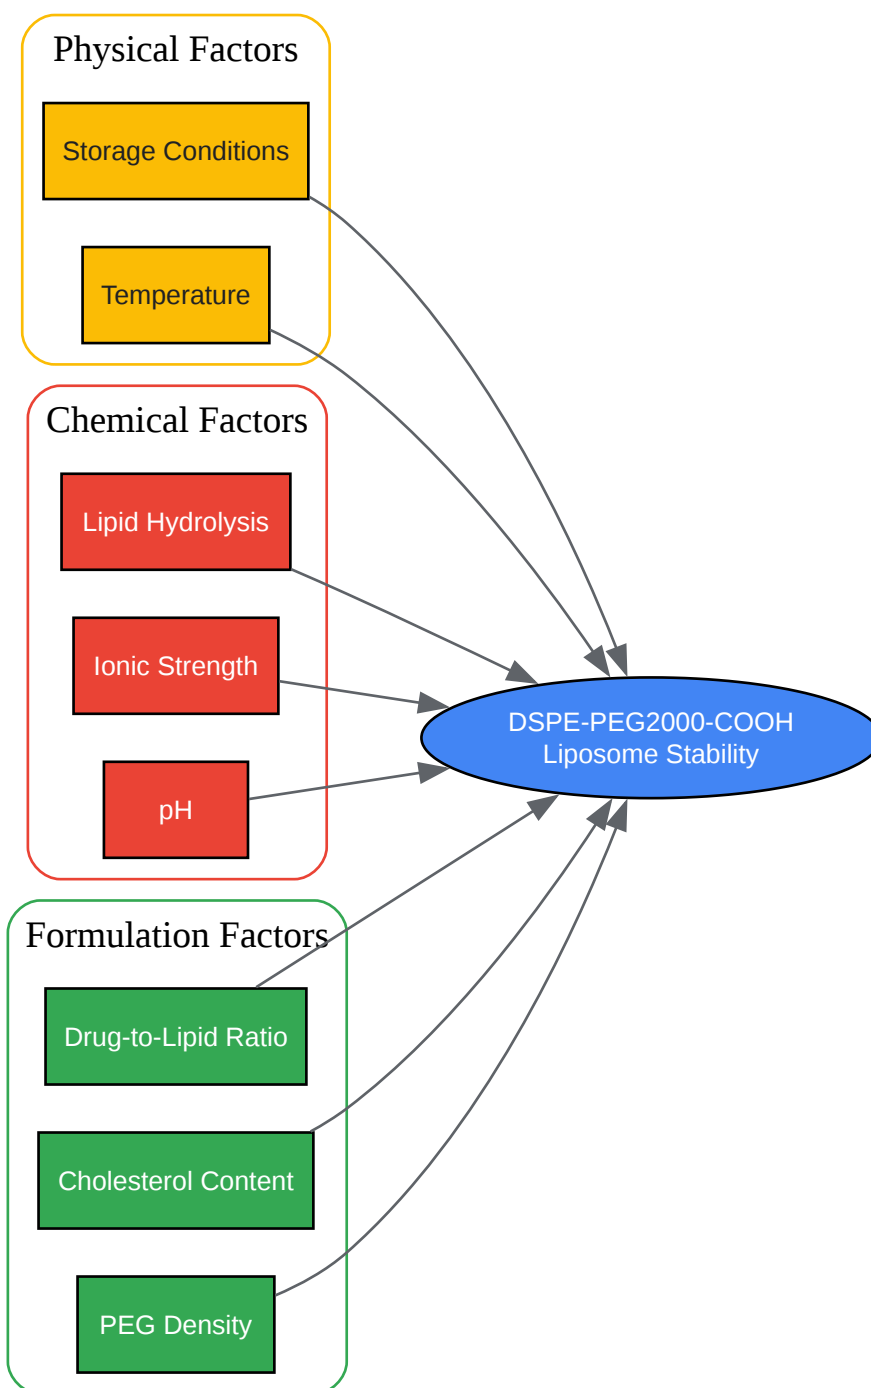 Physical Factors
Storage Conditions
Temperature
Chemical Factors
Lipid Hydrolysis
Ionic Strength
pH
DSPE-PEG2000-COOH
Liposome Stability
Formulation Factors
Drug-to-Lipid Ratio
Cholesterol Content
PEG Density